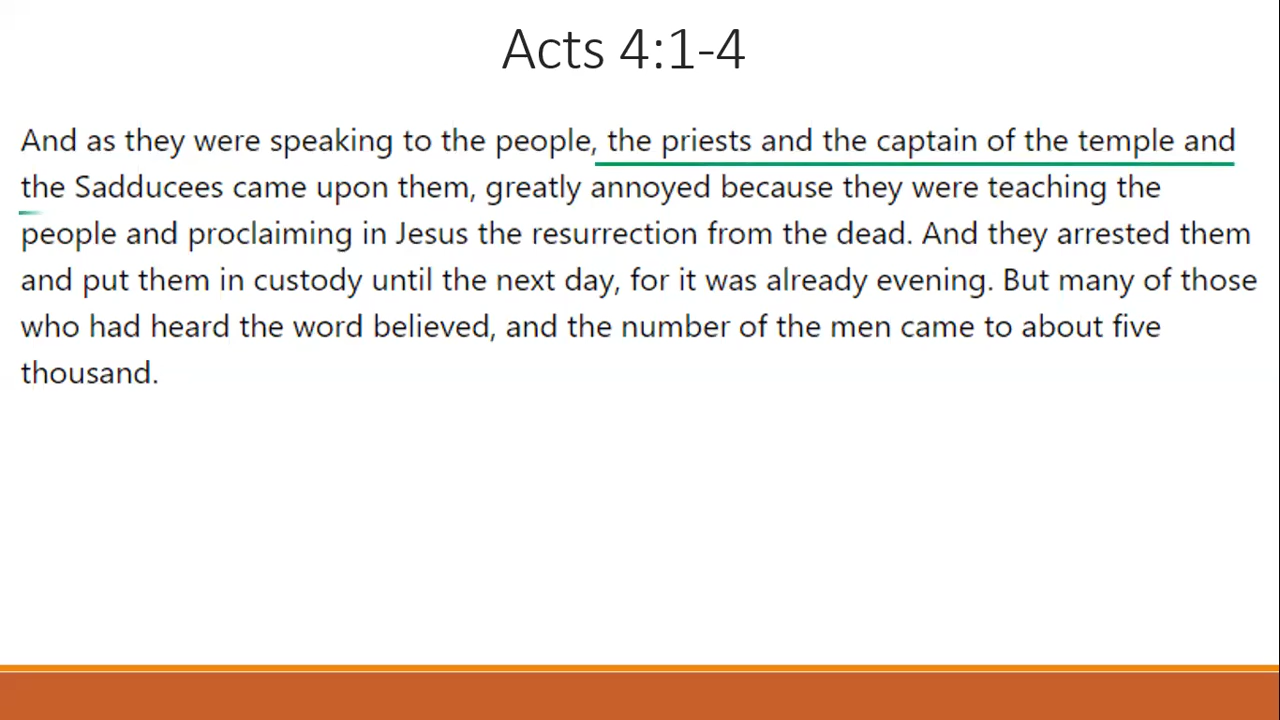 Acts 4:1-4
And as they were speaking to the people, the priests and the captain of the temple and
the Sadducees came upon them, greatly annoyed because they were teaching the
people and proclaiming in Jesus the resurrection from the dead. And they arrested them
and put them in custody until the next day, for it was already evening. But many of those
who had heard the word believed, and the number of the men came to about five
thousand.